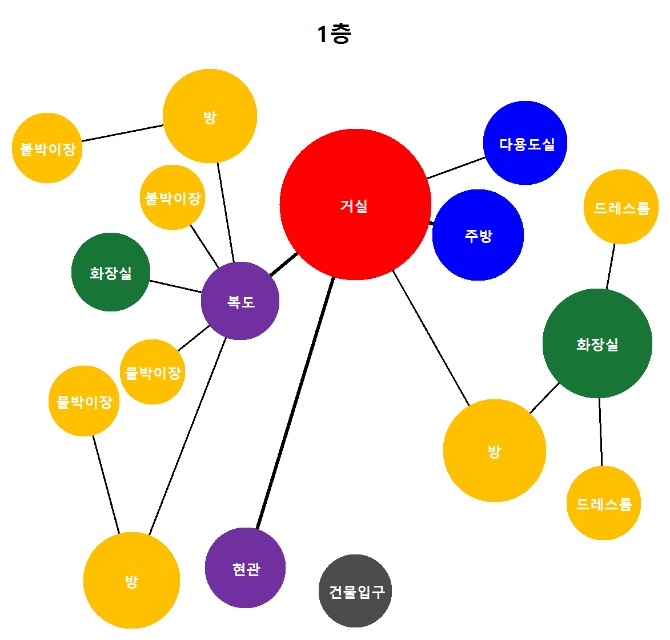 1층
방
붙박이장
다용도실
붙박이장
드레스룸
거실
주방
화장실
복도
화장실
붙박이장
붙박이장
방
드레스룸
현관
방
건물입구